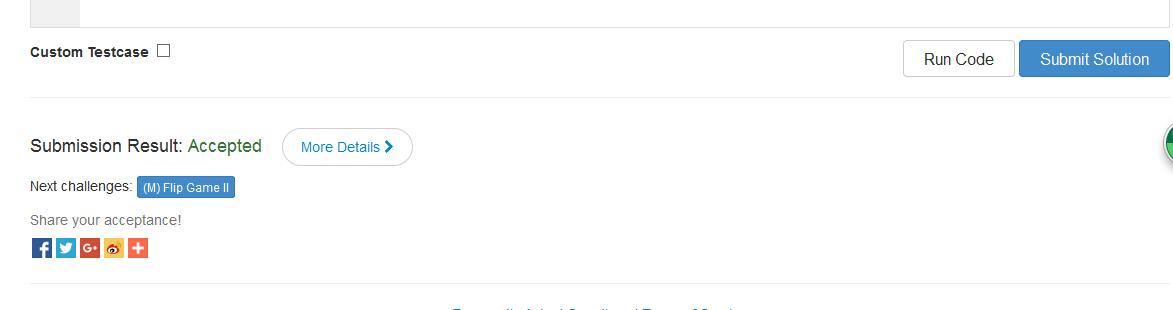 Custom Testcase
Run Code
Submit Solution
Submission Result: Accepted
More Details
Next challenges: (M) Flip Game II
Share your acceptance!